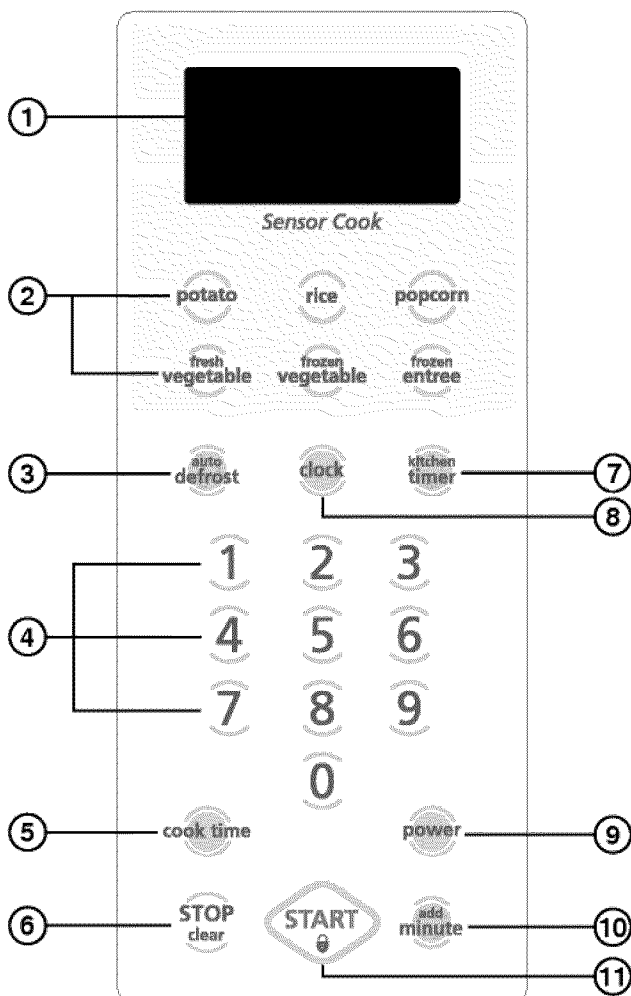 1
Sensor Cook
2 potato rice popcorn
fresh vegetable frozen vegetable frozen entree
3 auto defrost clock kitchen timer 7
8
1 2 3
4 4 5 6
7 8 9
0
5 cook time power 9
6 STOP clear START add minute 10
11